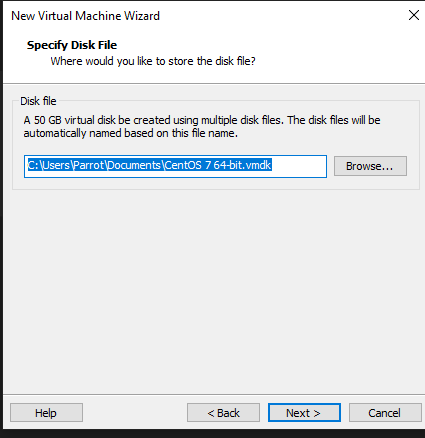 New Virtual Machine Wizard
Specify Disk File
Where would you like to store the disk file?
Disk file
A 50 GB virtual disk be created using multiple disk files. The disk files will be
automatically named based on this file name.
C:\Users\Parrot\Documents\CentOS 7 64-bit.vmdk
Browse...
Help
< Back
Next >
Cancel